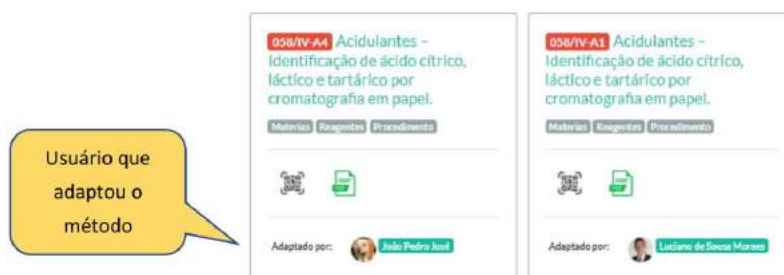 Usuário que
adaptou o
método
058/IV-A4 Acidulantes –
Identificação de ácido cítrico,
láctico e tartárico por
cromatografia em papel.
Materias Reagentes Procedimento
Adaptado por: João Pedro José
058/IV-A1 Acidulantes –
Identificação de ácido cítrico,
láctico e tartárico por
cromatografia em papel.
Materias Reagentes Procedimento
Adaptado por: Luciano de Sousa Moraes